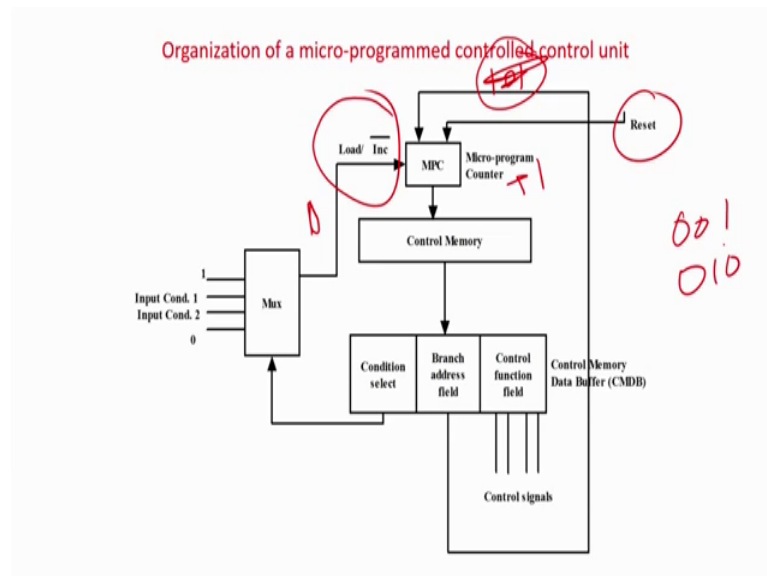 Organization of a micro-programmed controlled control unit
Reset
Load/ Inc
MPC
Micro-program
Counter
+1
0
001
010
Control Memory
1
Input Cond. 1
Input Cond. 2
0
Mux
Condition
select
Branch
address
field
Control
function
field
Control Memory
Data Buffer (CMDB)
Control signals